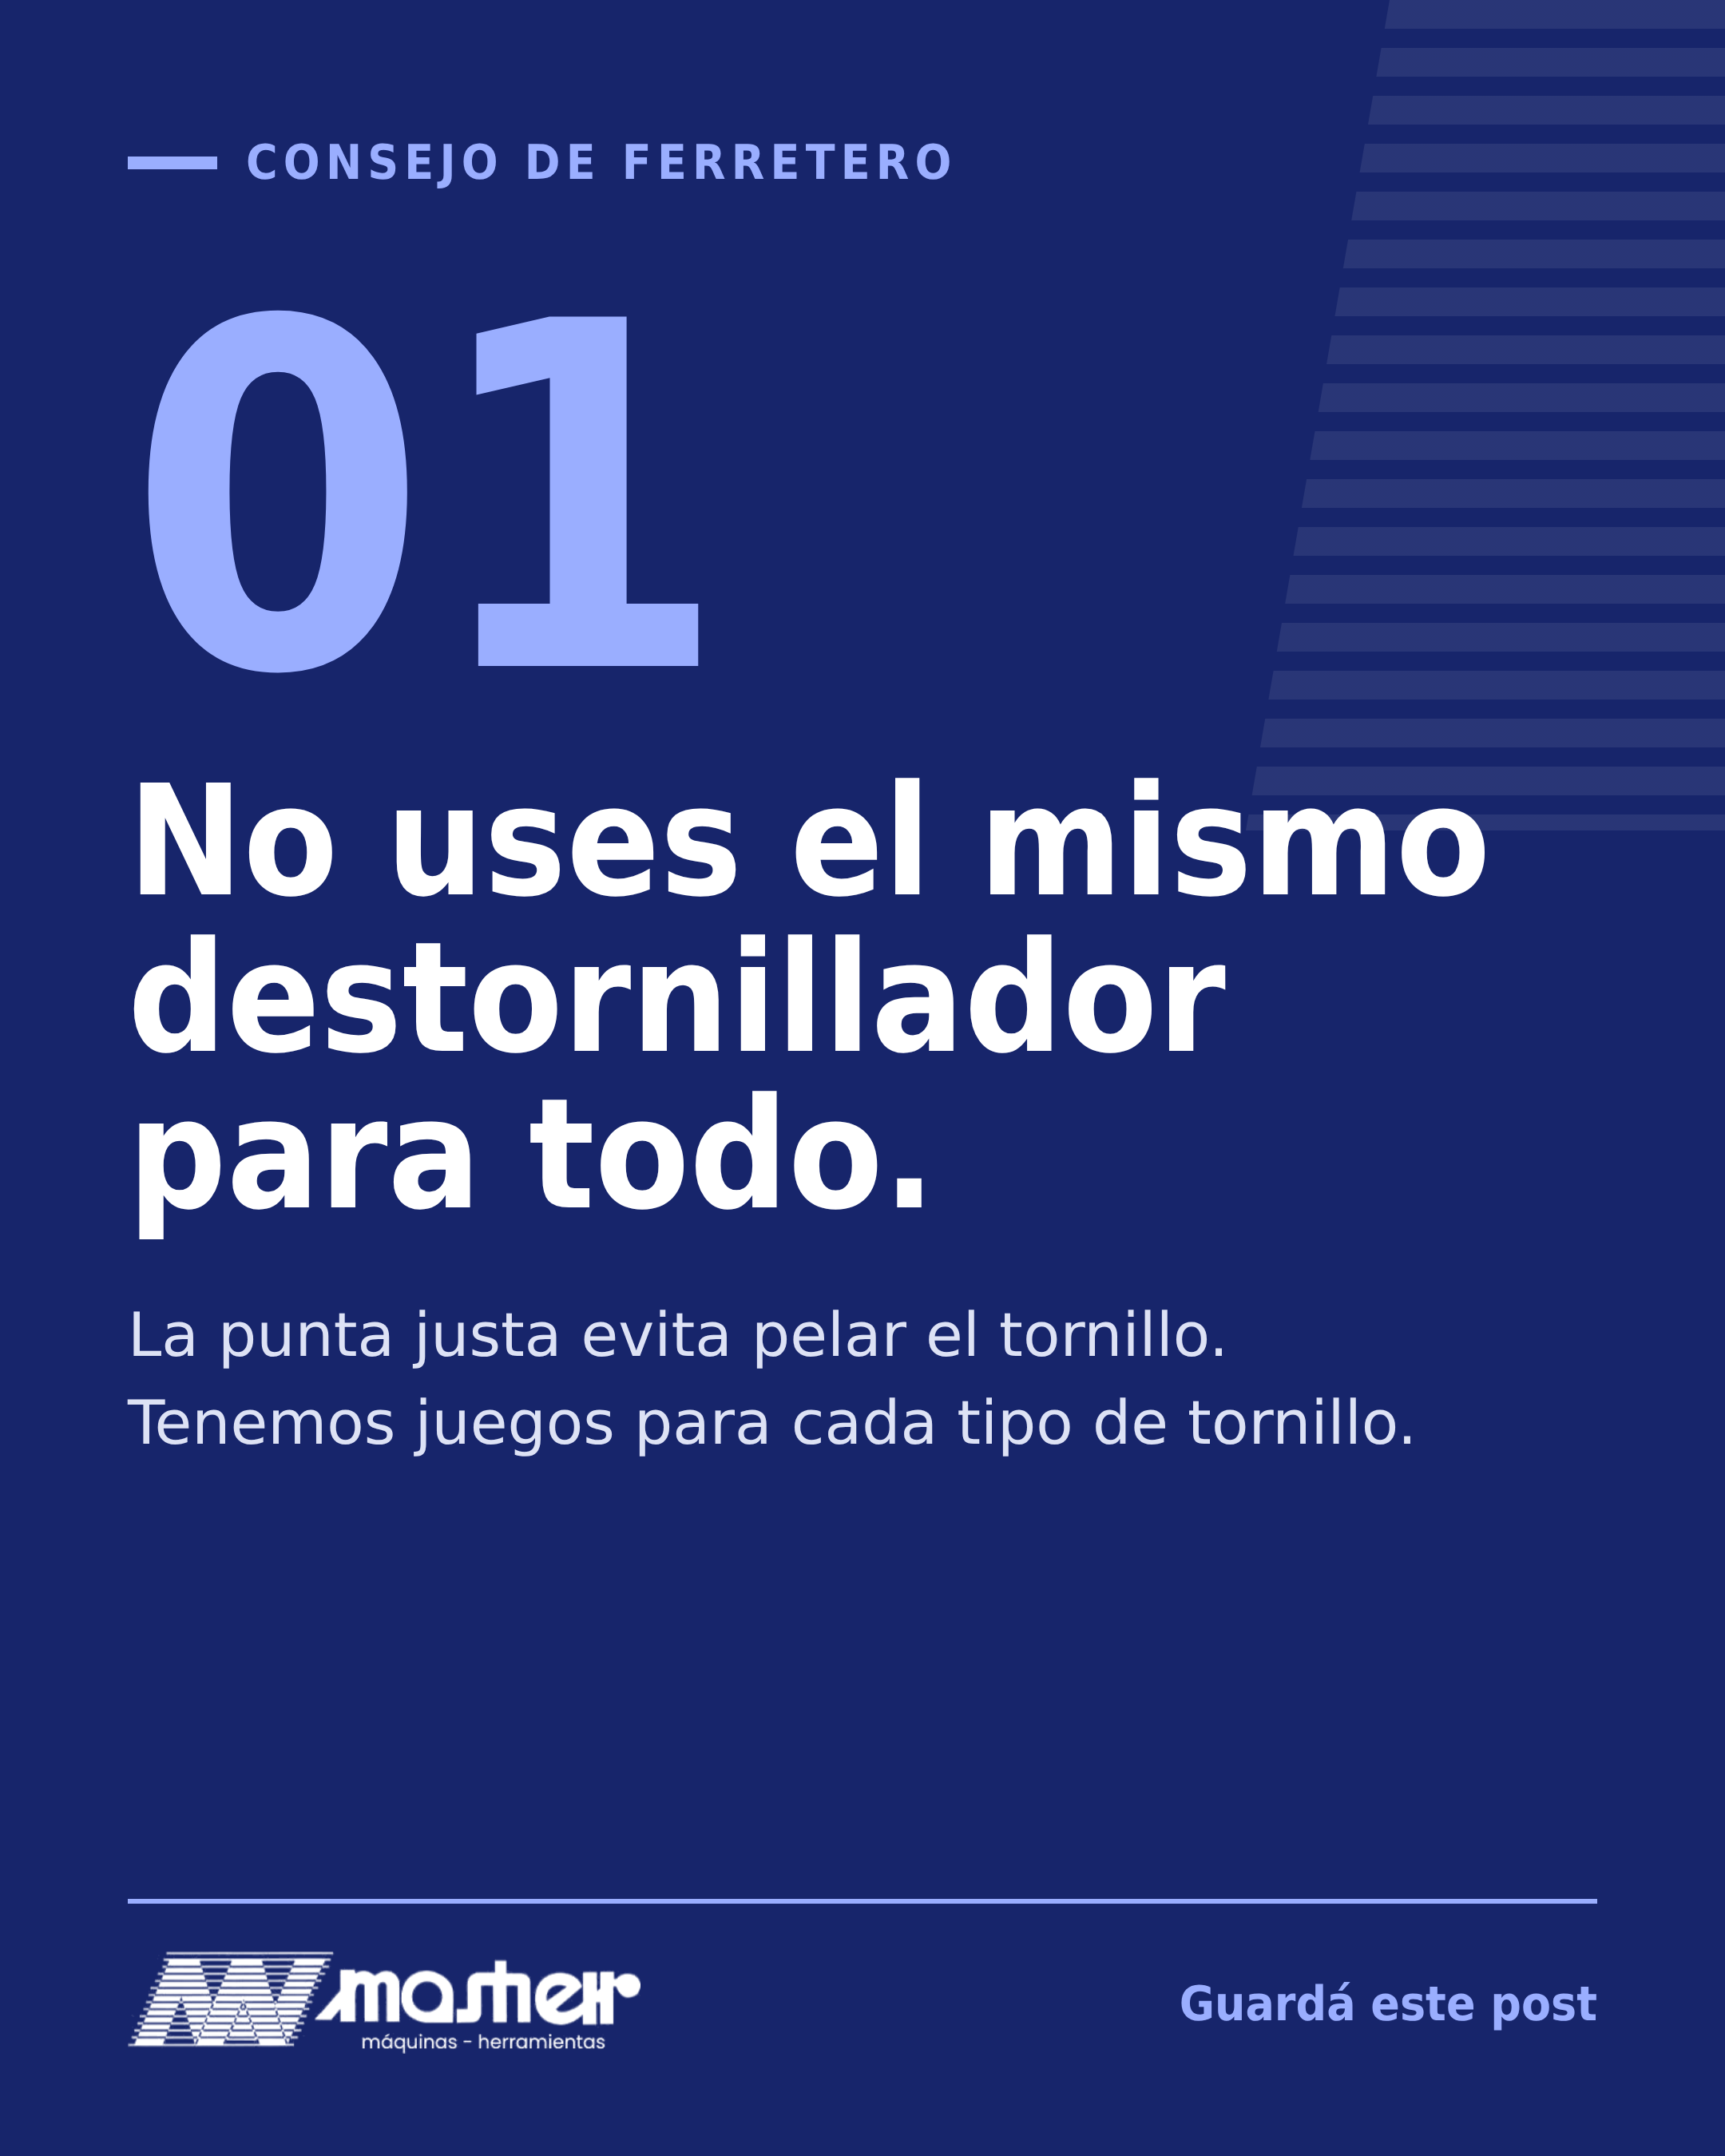 CONSEJO DE FERRETERO
01
No uses el mismo
destornillador
para todo.
La punta justa evita pelar el tornillo.
Tenemos juegos para cada tipo de tornillo.
master
máquinas - herramientas
Guardá este post